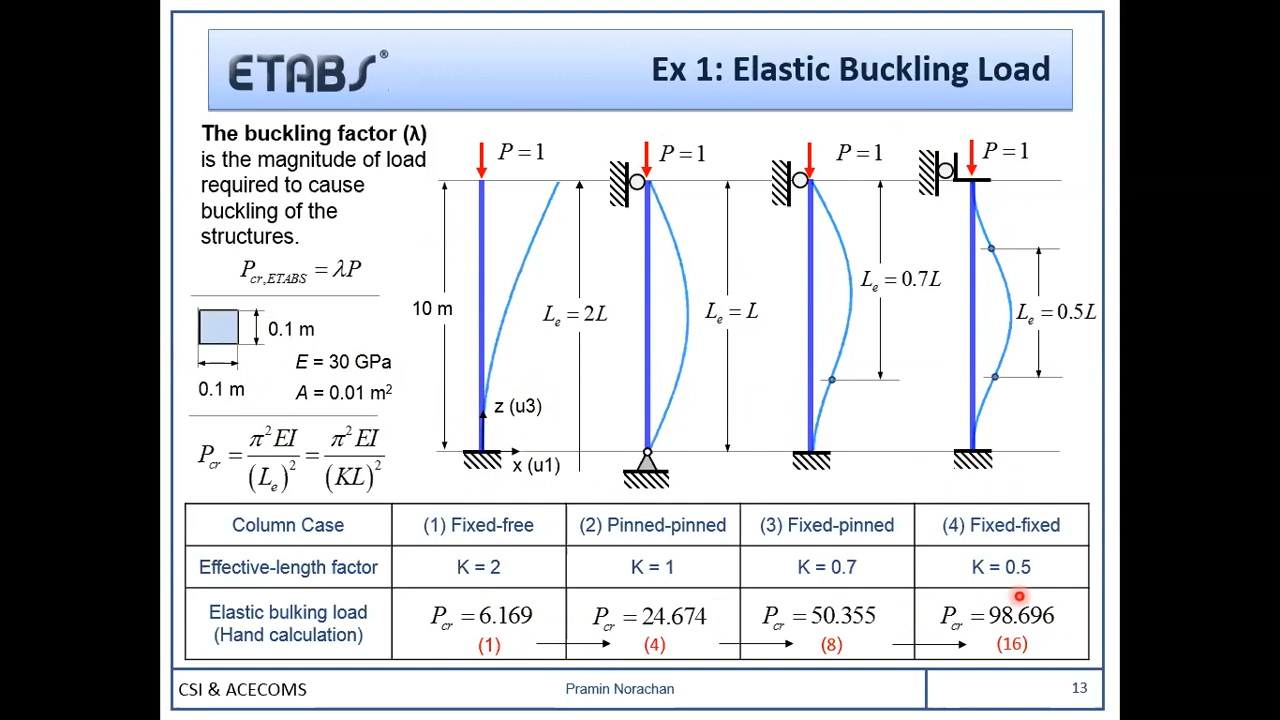 ETABS®
Ex 1: Elastic Buckling Load
The buckling factor (λ)
is the magnitude of load
required to cause
buckling of the
structures.
P_cr,ETABS = λP
0.1 m
0.1 m
E = 30 GPa
A = 0.01 m²
P_cr = π²EI / (L_e)² = π²EI / (KL)²
P = 1
P = 1
P = 1
P = 1
10 m
L_e = 2L
L_e = L
L_e = 0.7L
L_e = 0.5L
z (u3)
x (u1)
Column Case
(1) Fixed-free
(2) Pinned-pinned
(3) Fixed-pinned
(4) Fixed-fixed
Effective-length factor
K = 2
K = 1
K = 0.7
K = 0.5
Elastic bulking load
(Hand calculation)
P_cr = 6.169
(1)
P_cr = 24.674
(4)
P_cr = 50.355
(8)
P_cr = 98.696
(16)
CSI & ACECOMS
Pramin Norachan
13